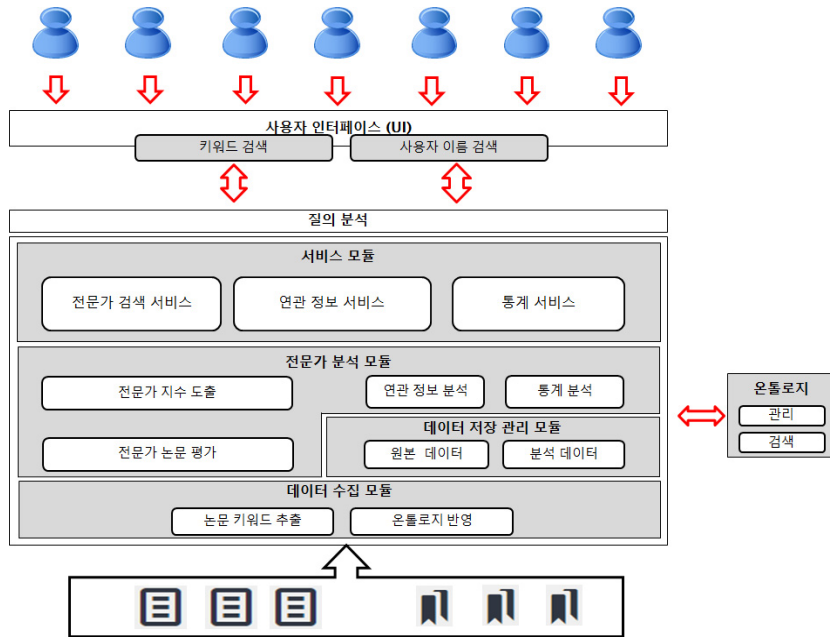 사용자 인터페이스 (UI)
키워드 검색
사용자 이름 검색
질의 분석
서비스 모듈
전문가 검색 서비스
연관 정보 서비스
통계 서비스
전문가 분석 모듈
전문가 지수 도출
연관 정보 분석
통계 분석
전문가 논문 평가
데이터 저장 관리 모듈
원본 데이터
분석 데이터
데이터 수집 모듈
논문 키워드 추출
온톨로지 반영
온톨로지
관리
검색